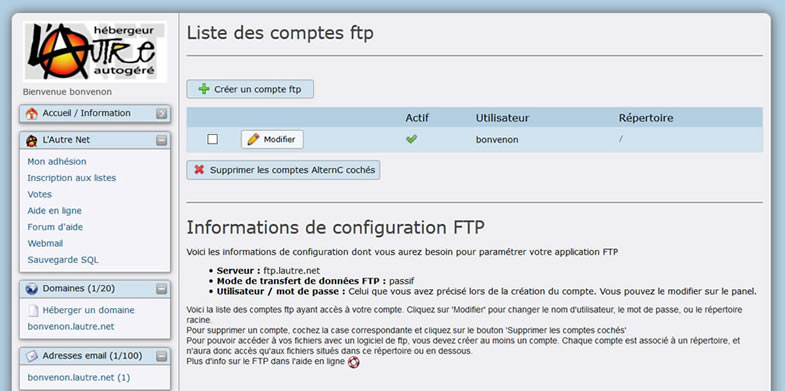 hébergeur
L'Autre
autogéré
Bienvenue bonvenon
Accueil / Information
L'Autre Net
Mon adhésion
Inscription aux listes
Votes
Aide en ligne
Forum d'aide
Webmail
Sauvegarde SQL
Domaines (1/20)
Héberger un domaine
bonvenon.lautre.net
Adresses email (1/100)
bonvenon.lautre.net (1)
Liste des comptes ftp
Créer un compte ftp
Actif Utilisateur Répertoire
Modifier bonvenon /
Supprimer les comptes AlternC cochés
Informations de configuration FTP
Voici les informations de configuration dont vous aurez besoin pour paramétrer votre application FTP
• Serveur : ftp.lautre.net
• Mode de transfert de données FTP : passif
• Utilisateur / mot de passe : Celui que vous avez précisé lors de la création du compte. Vous pouvez le modifier sur le panel.
Voici la liste des comptes ftp ayant accès à votre compte. Cliquez sur 'Modifier' pour changer le nom d'utilisateur, le mot de passe, ou le répertoire
racine.
Pour supprimer un compte, cochez la case correspondante et cliquez sur le bouton 'Supprimer les comptes cochés'
Pour pouvoir accéder à vos fichiers avec un logiciel de ftp, vous devez créer au moins un compte. Chaque compte est associé à un répertoire, et
n'aura donc accès qu'aux fichiers situés dans ce répertoire ou en dessous.
Plus d'info sur le FTP dans l'aide en ligne